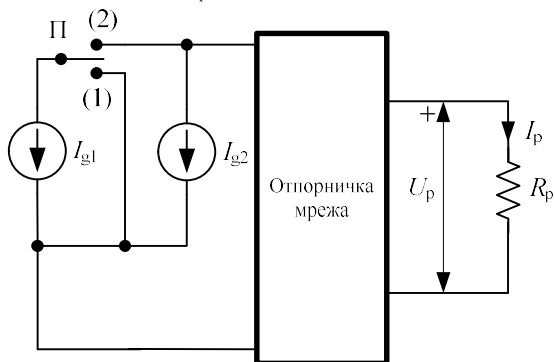 (2)
П
(1)
Ig1
Ig2
Отпорничка
мрежа
+
Up
Ip
Rp